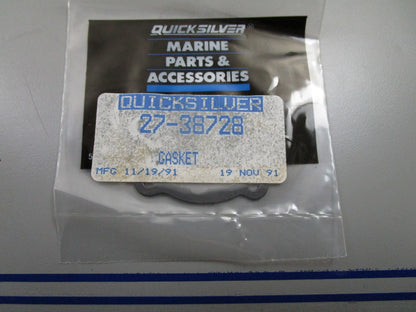 QUICKSILVER
MARINE
PARTS &
ACCESSORIES
QUICKSILVER
27-38728
GASKET
MFG 11/19/91 19 NOV 91